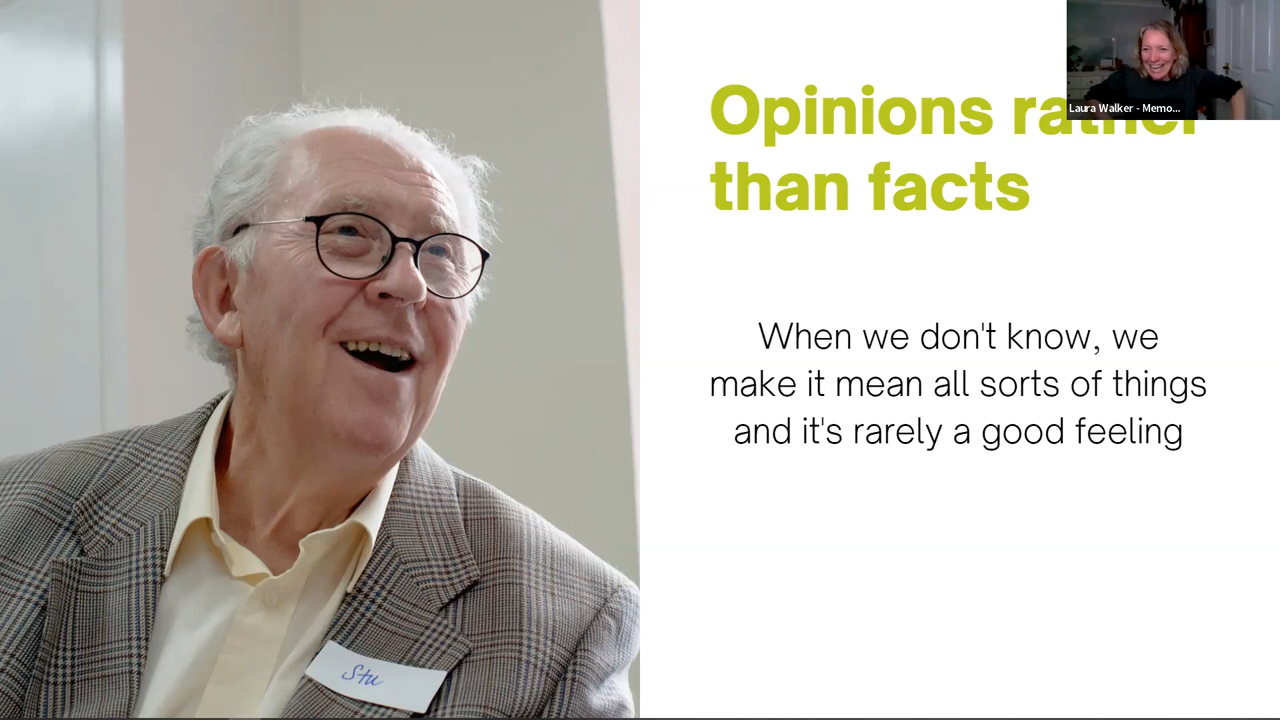 Opinions rather
than facts
Laura Walker - Memo...
When we don't know, we
make it mean all sorts of things
and it's rarely a good feeling
Stu